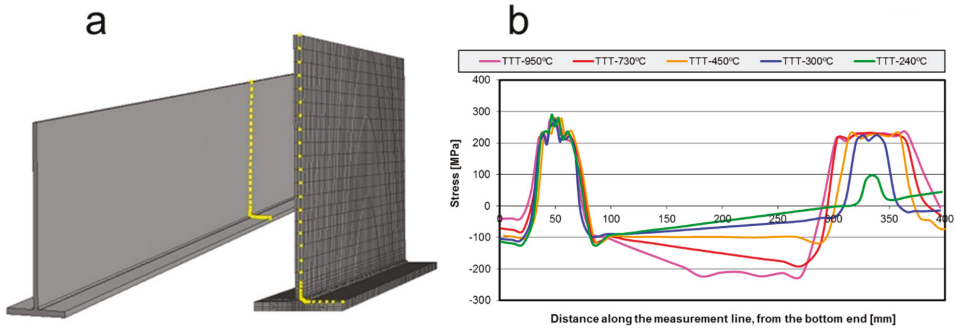 a
b
TTT-950ºC TTT-730ºC TTT-450ºC TTT-300ºC TTT-240ºC
400
300
200
100
0
-100
-200
-300
0 50 100 150 200 250 300 350 400
Stress [MPa]
Distance along the measurement line, from the bottom end [mm]